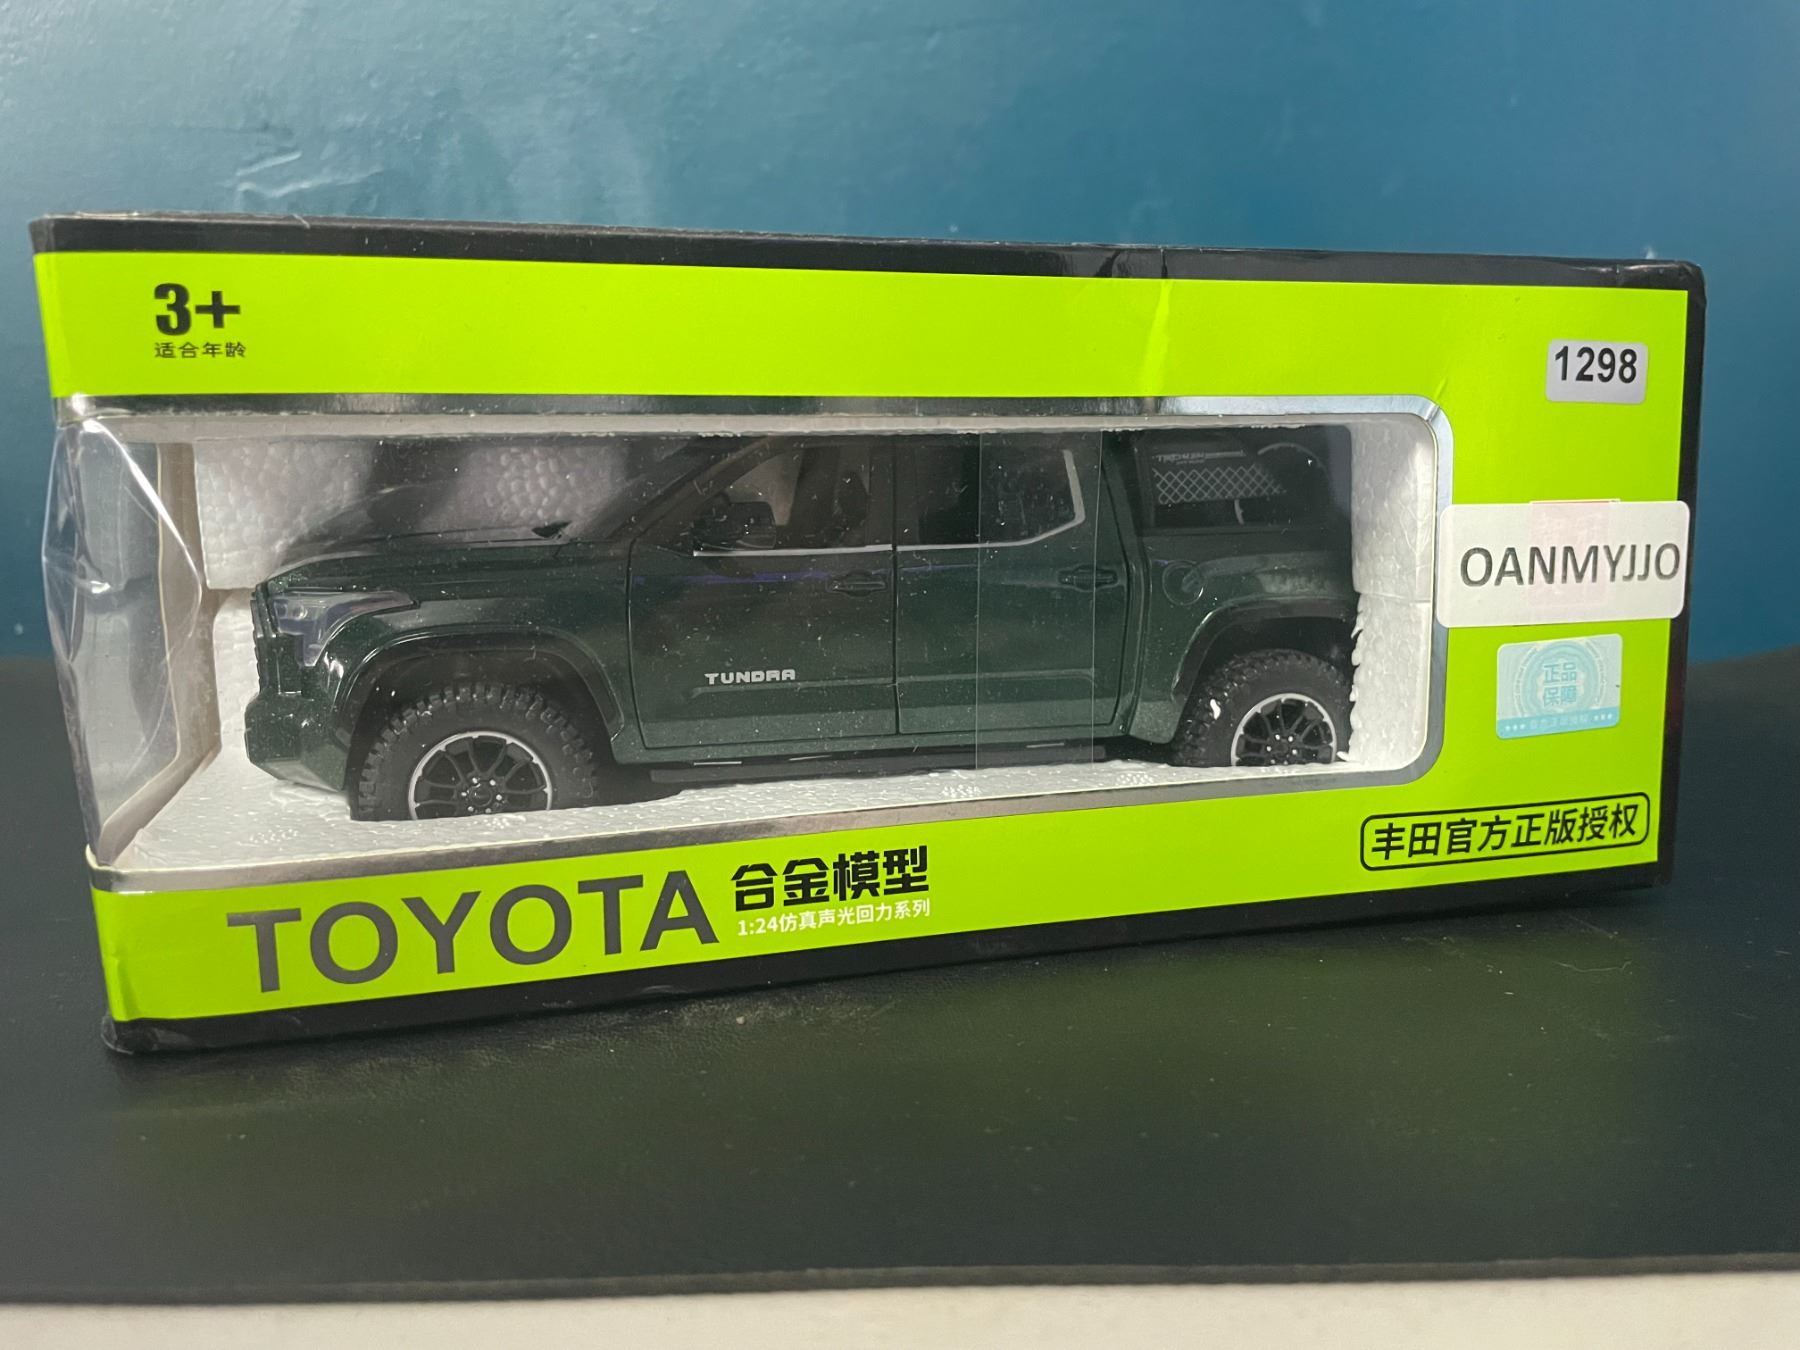 3+
适合年龄
1298
TUNDRA
OANMYJJO
正品
保障
TOYOTA
合金模型
1:24仿真声光回力系列
丰田官方正版授权